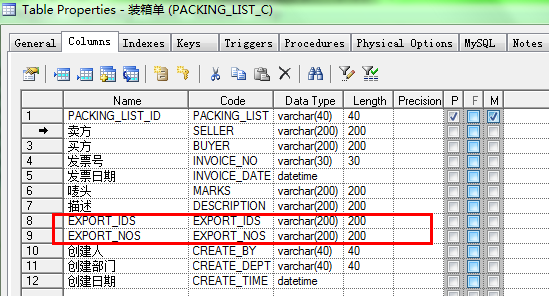 Table Properties - 装箱单 (PACKING_LIST_C)
General Columns Indexes Keys Triggers Procedures Physical Options MySQL Notes
Name Code Data Type Length Precision P F M
1 PACKING_LIST_ID PACKING_LIST varchar(40) 40
卖方 SELLER varchar(200) 200
3 买方 BUYER varchar(200) 200
4 发票号 INVOICE_NO varchar(30) 30
5 发票日期 INVOICE_DATE datetime
6 唛头 MARKS varchar(200) 200
7 描述 DESCRIPTION varchar(200) 200
8 EXPORT_IDS EXPORT_IDS varchar(200) 200
9 EXPORT_NOS EXPORT_NOS varchar(200) 200
10 创建人 CREATE_BY varchar(40) 40
11 创建部门 CREATE_DEPT varchar(40) 40
12 创建日期 CREATE_TIME datetime